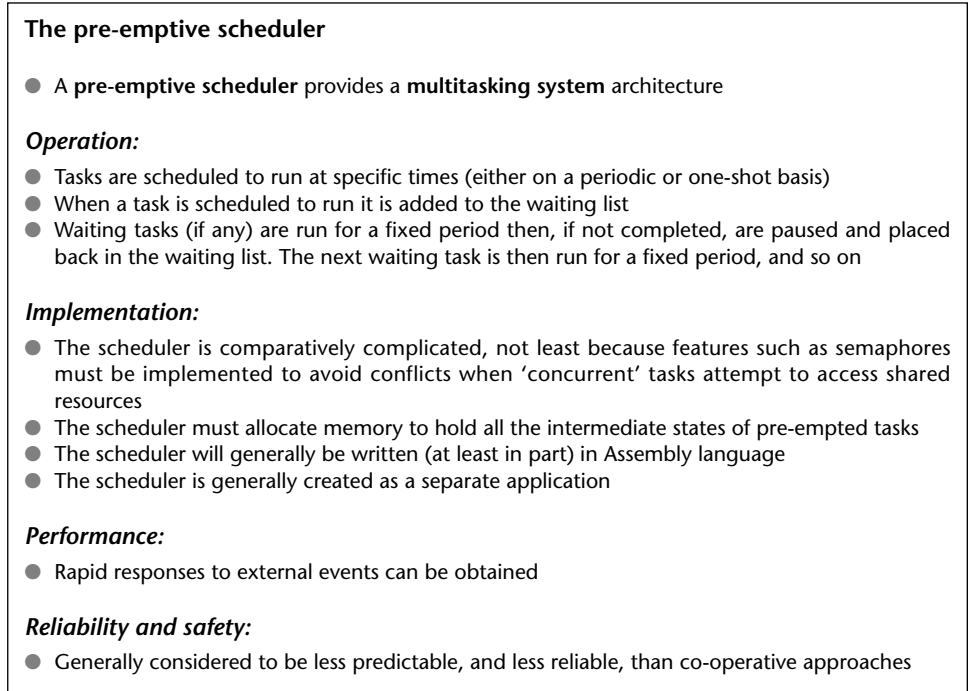 The pre-emptive scheduler
● A pre-emptive scheduler provides a multitasking system architecture
Operation:
● Tasks are scheduled to run at specific times (either on a periodic or one-shot basis)
● When a task is scheduled to run it is added to the waiting list
● Waiting tasks (if any) are run for a fixed period then, if not completed, are paused and placed
back in the waiting list. The next waiting task is then run for a fixed period, and so on
Implementation:
● The scheduler is comparatively complicated, not least because features such as semaphores
must be implemented to avoid conflicts when ‘concurrent’ tasks attempt to access shared
resources
● The scheduler must allocate memory to hold all the intermediate states of pre-empted tasks
● The scheduler will generally be written (at least in part) in Assembly language
● The scheduler is generally created as a separate application
Performance:
● Rapid responses to external events can be obtained
Reliability and safety:
● Generally considered to be less predictable, and less reliable, than co-operative approaches